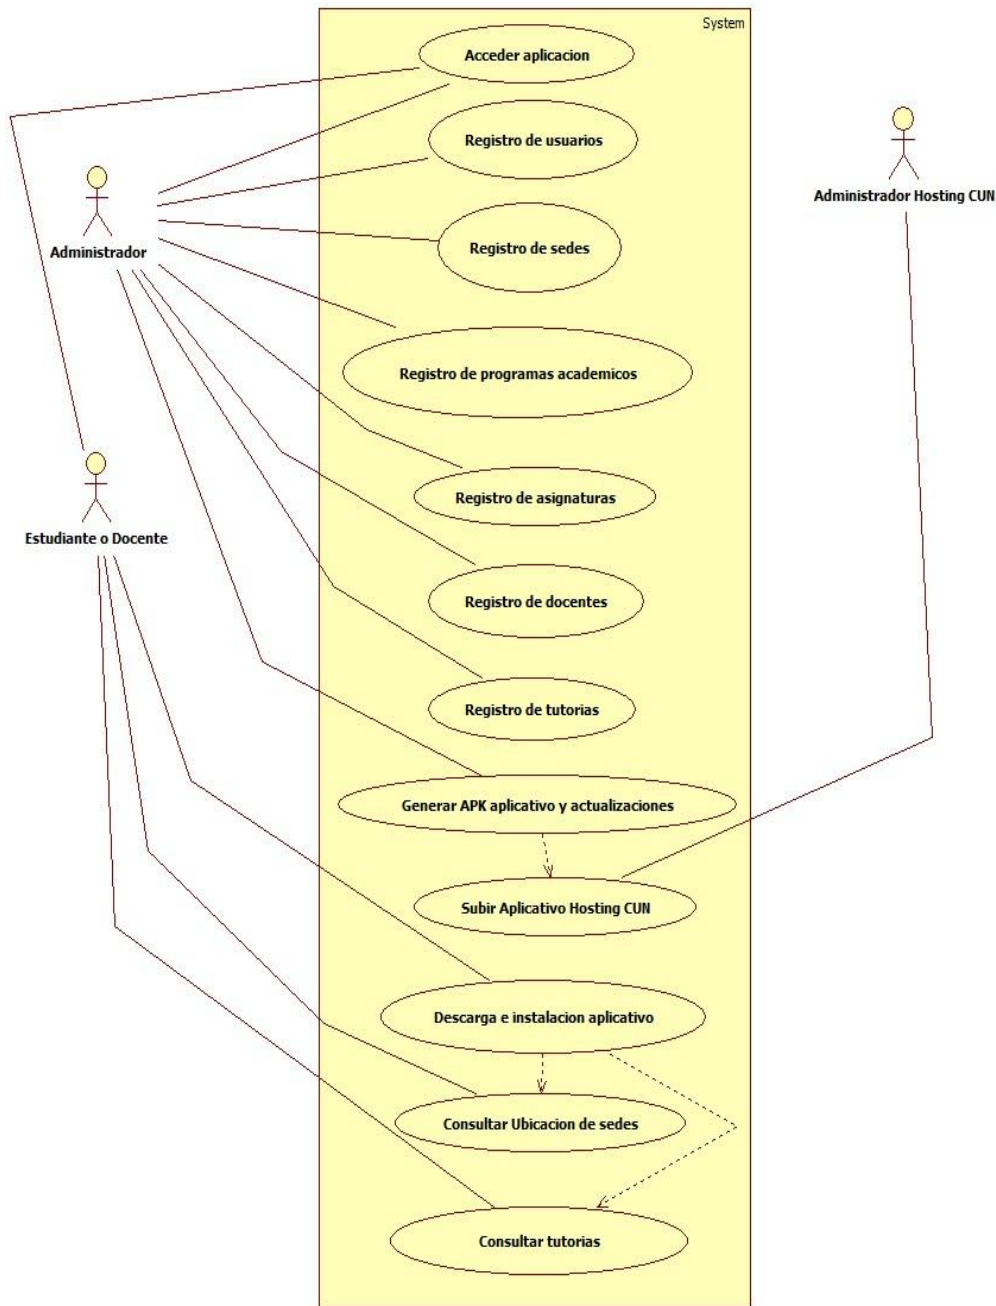 System
Acceder aplicacion
Registro de usuarios
Administrador Hosting CUN
Registro de sedes
Administrador
Registro de programas academicos
Registro de asignaturas
Estudiante o Docente
Registro de docentes
Registro de tutorias
Generar APK aplicativo y actualizaciones
Subir Aplicativo Hosting CUN
Descarga e instalacion aplicativo
Consultar Ubicacion de sedes
Consultar tutorias